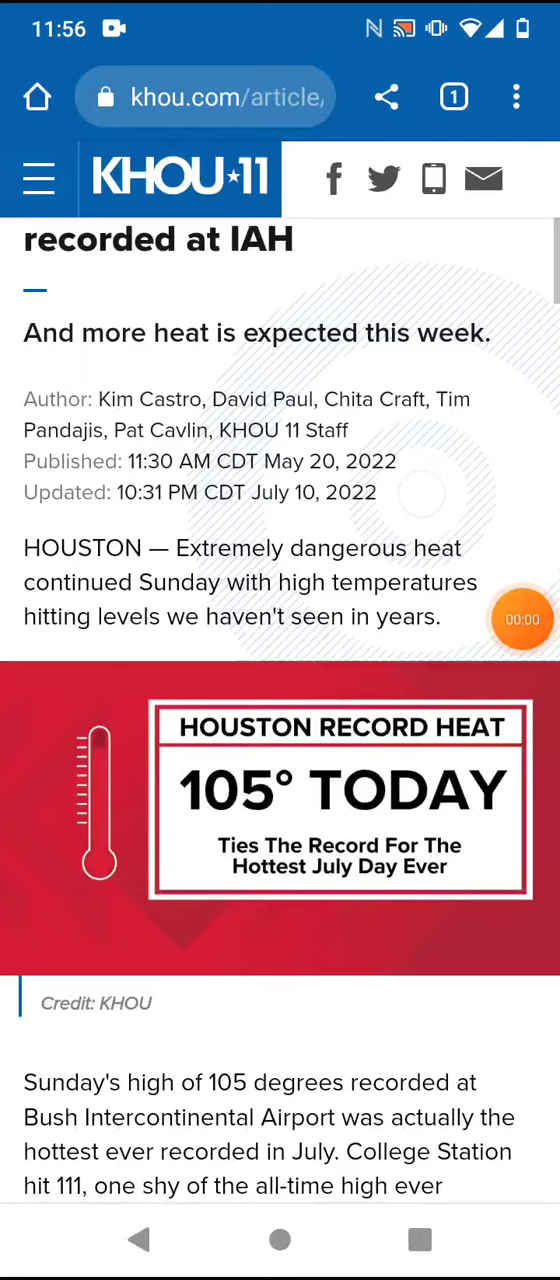 11:56
khou.com/article,
1
KHOU★11
recorded at IAH
And more heat is expected this week.
Author: Kim Castro, David Paul, Chita Craft, Tim
Pandajis, Pat Cavlin, KHOU 11 Staff
Published: 11:30 AM CDT May 20, 2022
Updated: 10:31 PM CDT July 10, 2022
HOUSTON — Extremely dangerous heat
continued Sunday with high temperatures
hitting levels we haven't seen in years.
00:00
HOUSTON RECORD HEAT
105° TODAY
Ties The Record For The
Hottest July Day Ever
Credit: KHOU
Sunday's high of 105 degrees recorded at
Bush Intercontinental Airport was actually the
hottest ever recorded in July. College Station
hit 111, one shy of the all-time high ever